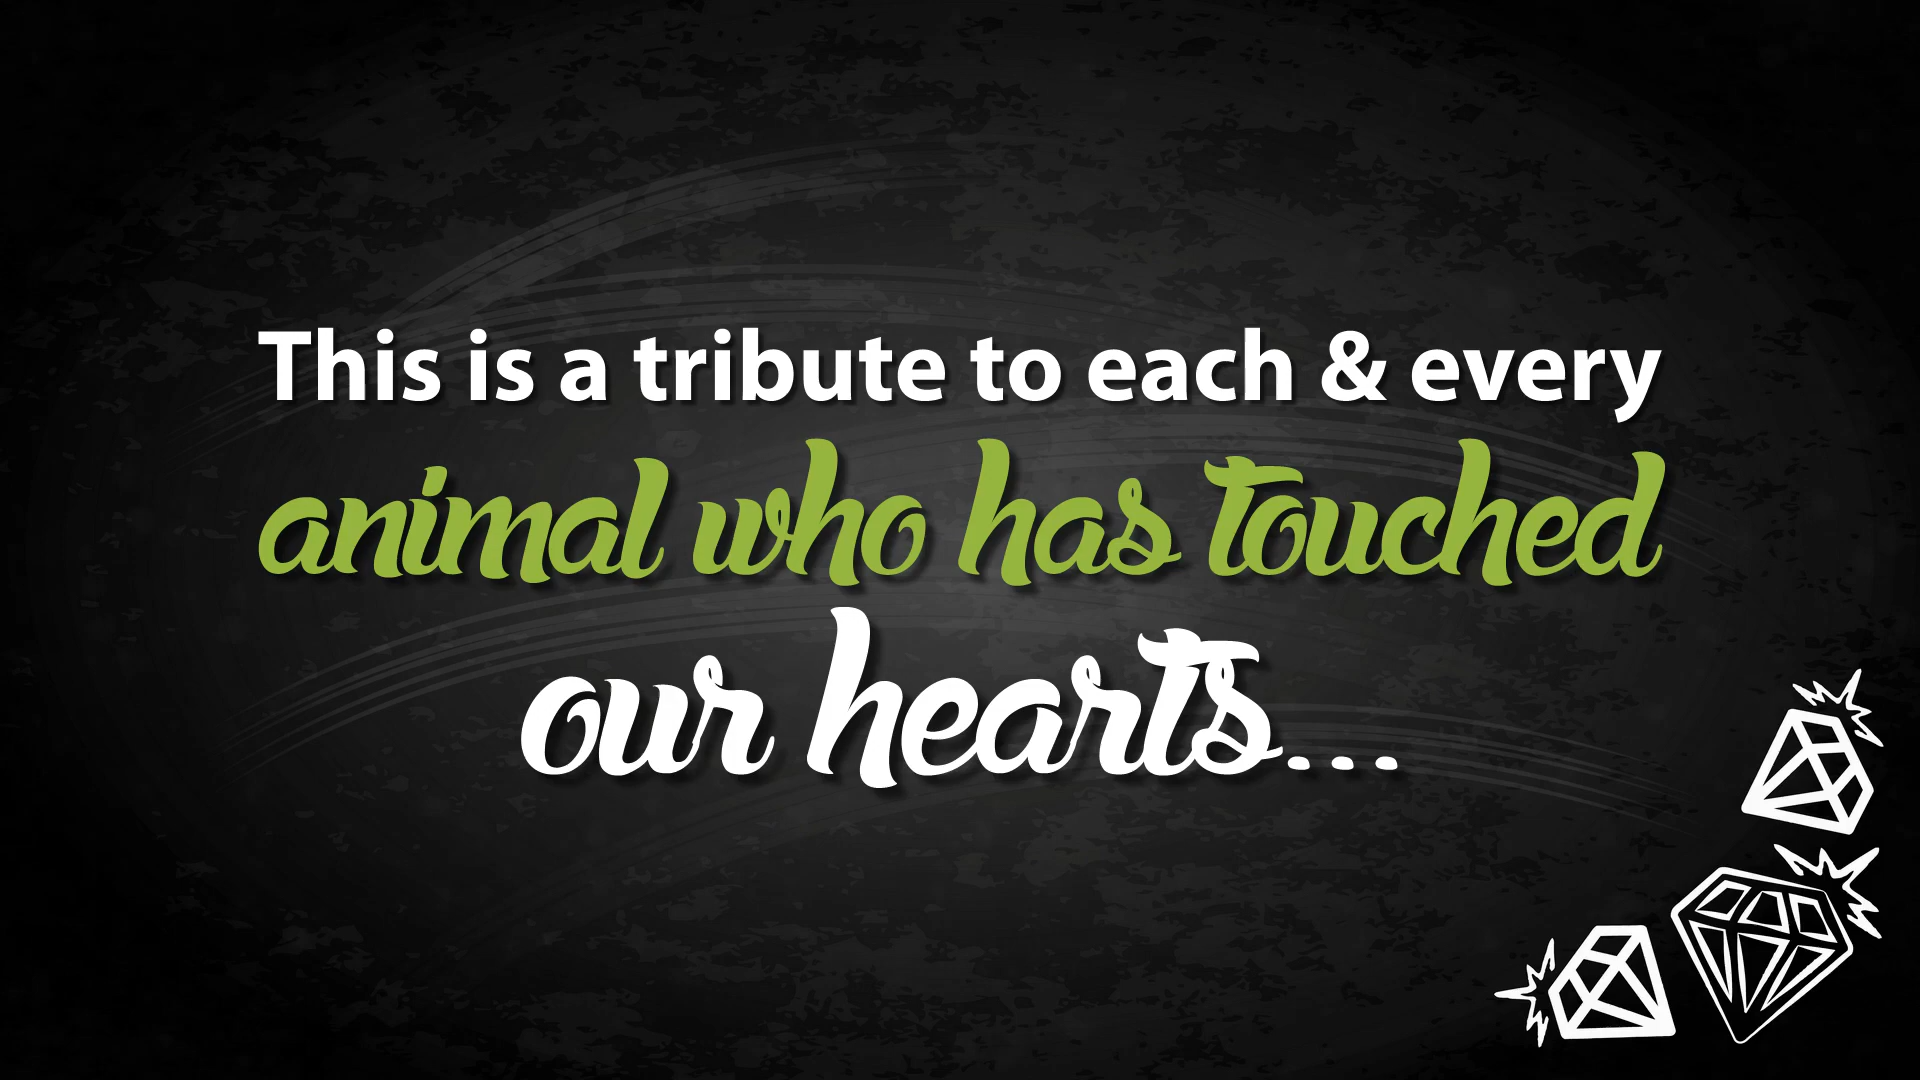 This is a tribute to each & every
animal who has touched
our hearts...